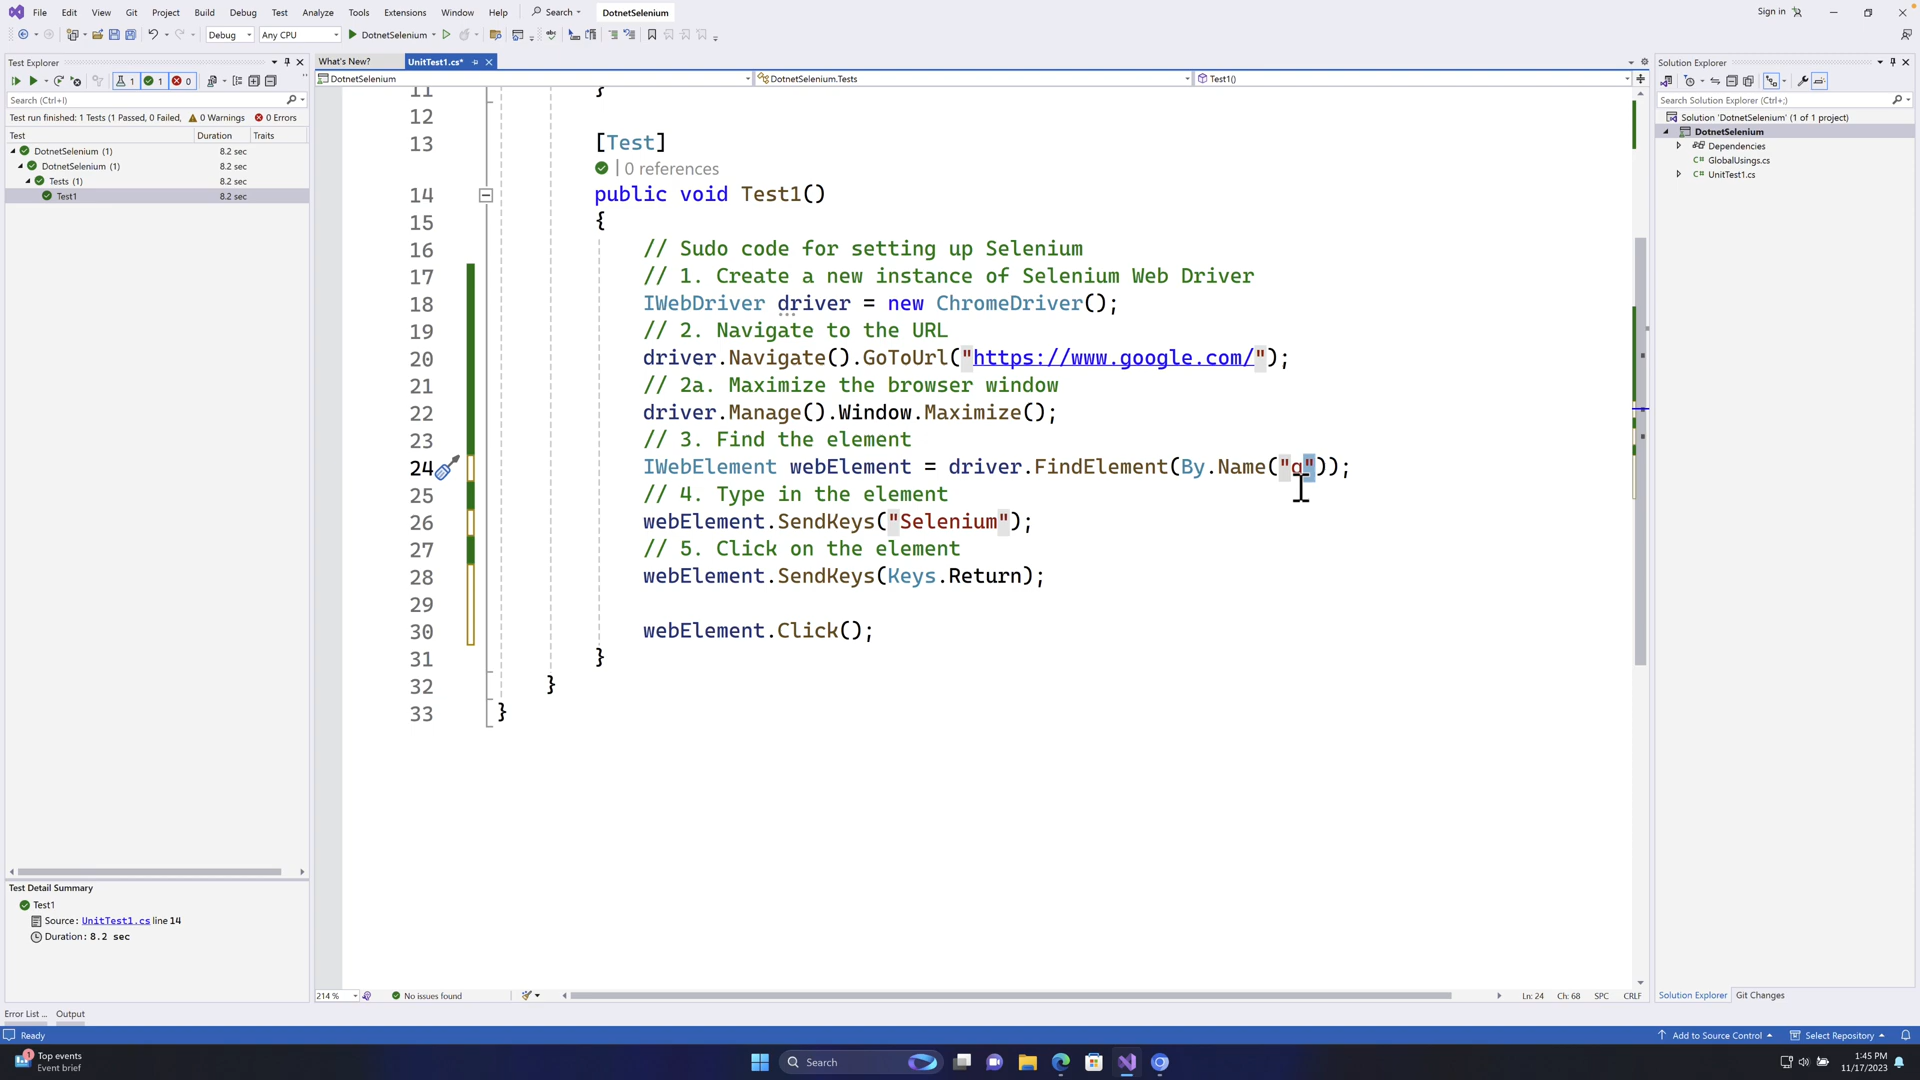 File Edit View Git Project Build Debug Test Analyze Tools Extensions Window Help Search DotnetSelenium Sign in
Debug Any CPU DotnetSelenium
Test Explorer
1 1 0
Search (Ctrl+I)
Test run finished: 1 Tests (1 Passed, 0 Failed, 0 Warnings 0 Errors
Test Duration Traits
DotnetSelenium (1) 8.2 sec
DotnetSelenium (1) 8.2 sec
Tests (1) 8.2 sec
Test1 8.2 sec
Test Detail Summary
Test1
Source: UnitTest1.cs line 14
Duration: 8.2 sec
What's New? UnitTest1.cs*
DotnetSelenium DotnetSelenium.Tests Test1()
11 }
12
13 [Test]
0 references
14 public void Test1()
15 {
16 // Sudo code for setting up Selenium
17 // 1. Create a new instance of Selenium Web Driver
18 IWebDriver driver = new ChromeDriver();
19 // 2. Navigate to the URL
20 driver.Navigate().GoToUrl("https://www.google.com/");
21 // 2a. Maximize the browser window
22 driver.Manage().Window.Maximize();
23 // 3. Find the element
24 IWebElement webElement = driver.FindElement(By.Name("q"));
25 // 4. Type in the element
26 webElement.SendKeys("Selenium");
27 // 5. Click on the element
28 webElement.SendKeys(Keys.Return);
29
30 webElement.Click();
31 }
32 }
33 }
214 % No issues found Ln: 24 Ch: 68 SPC CRLF
Solution Explorer
Search Solution Explorer (Ctrl+;)
Solution 'DotnetSelenium' (1 of 1 project)
DotnetSelenium
Dependencies
GlobalUsings.cs
UnitTest1.cs
Solution Explorer Git Changes
Error List ... Output
Ready Add to Source Control Select Repository
1 Top events
Event brief
Search
1:45 PM
11/17/2023